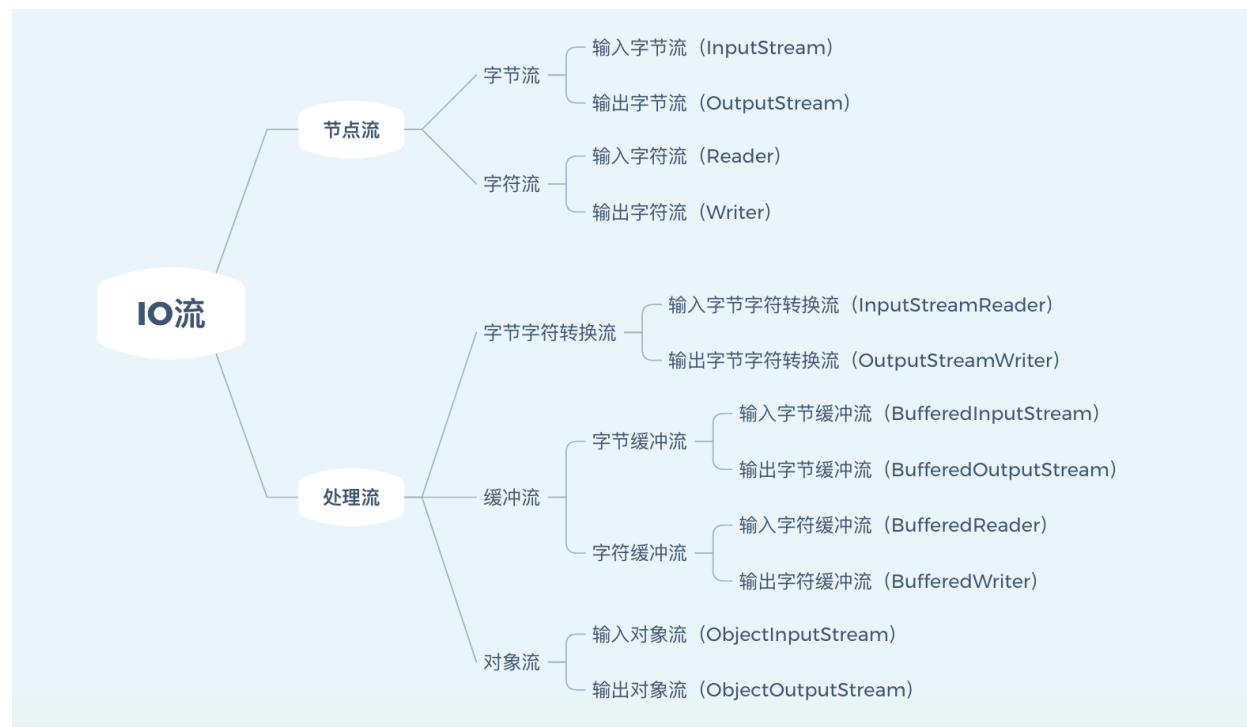 IO流
节点流
字节流
输入字节流（InputStream）
输出字节流（OutputStream）
字符流
输入字符流（Reader）
输出字符流（Writer）
处理流
字节字符转换流
输入字节字符转换流（InputStreamReader）
输出字节字符转换流（OutputStreamWriter）
缓冲流
字节缓冲流
输入字节缓冲流（BufferedInputStream）
输出字节缓冲流（BufferedOutputStream）
字符缓冲流
输入字符缓冲流（BufferedReader）
输出字符缓冲流（BufferedWriter）
对象流
输入对象流（ObjectInputStream）
输出对象流（ObjectOutputStream）